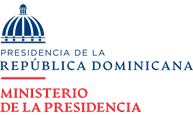 PRESIDENCIA DE LA
REPÚBLICA DOMINICANA
MINISTERIO
DE LA PRESIDENCIA